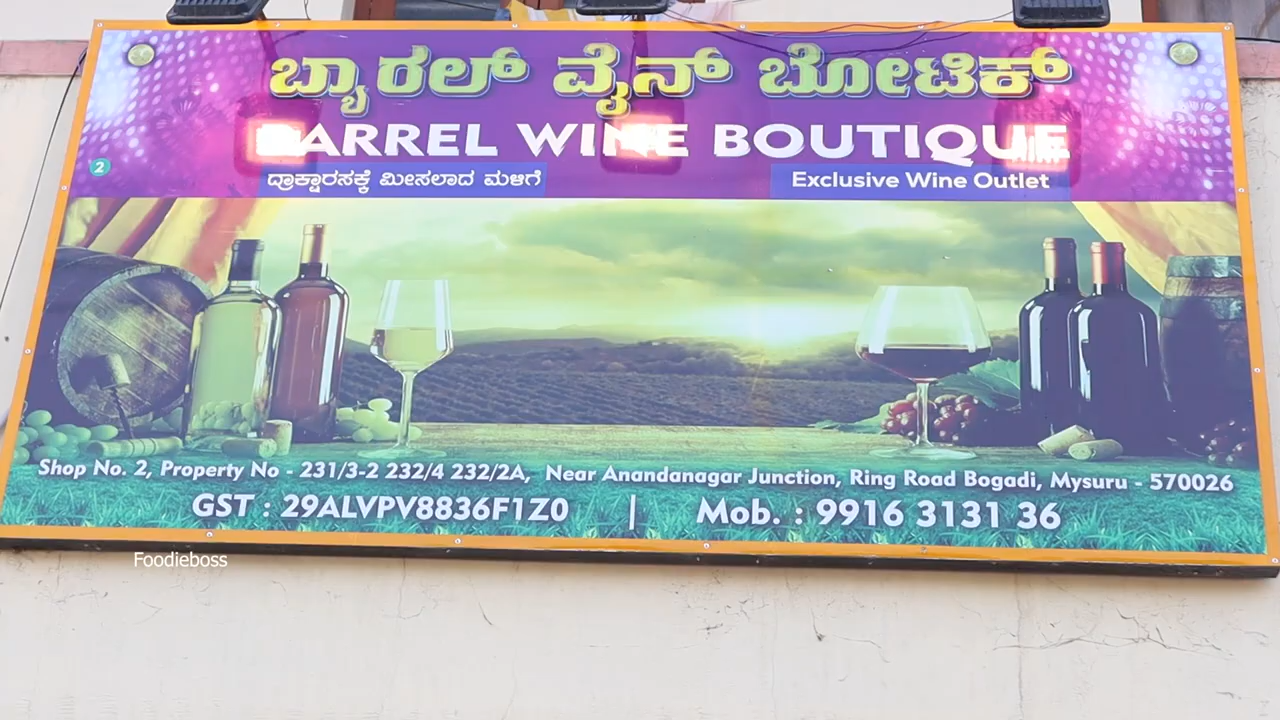 ಬ್ಯಾರಲ್ ವೈನ್ ಬೋಟಿಕ್
BARREL WINE BOUTIQUE
2
ದ್ರಾಕ್ಷಾರಸಕ್ಕೆ ಮೀಸಲಾದ ಮಳಿಗೆ
Exclusive Wine Outlet
Shop No. 2, Property No - 231/3-2 232/4 232/2A, Near Anandanagar Junction, Ring Road Bogadi, Mysuru - 570026
GST : 29ALVPV8836F1Z0 | Mob. : 9916 3131 36
Foodieboss